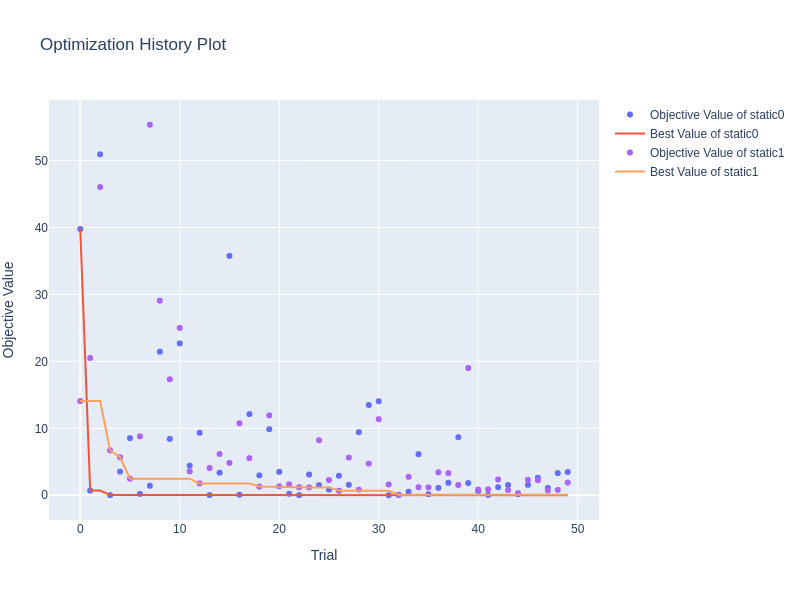 Optimization History Plot
Objective Value of static0
Best Value of static0
Objective Value of static1
Best Value of static1
50
40
30
20
10
0
Objective Value
0 10 20 30 40 50
Trial